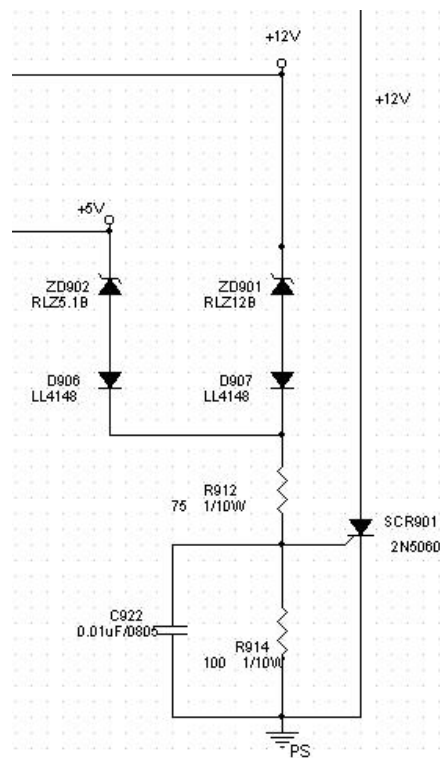 +12V
+12V
+5V
ZD902
RLZ5.1B
ZD901
RLZ12B
D906
LL4148
D907
LL4148
R912
75 1/10W
SCR901
2N5060
C922
0.01uF/0805
R914
100 1/10W
PS